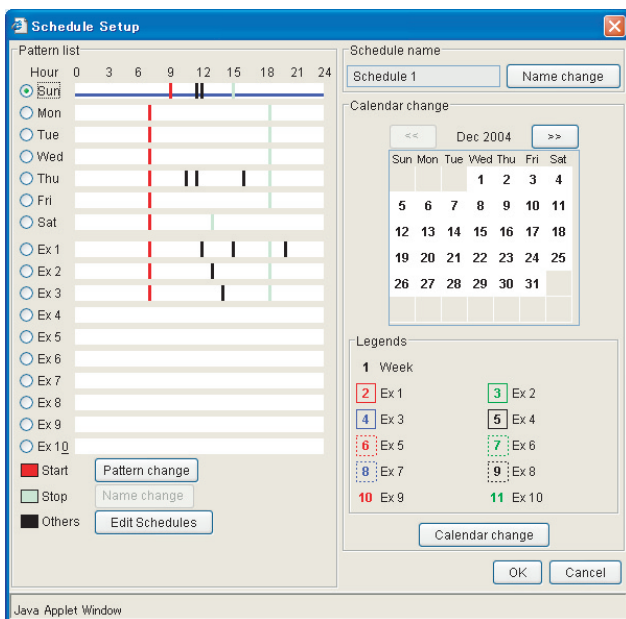 Schedule Setup
Pattern list
Hour 0 3 6 9 12 15 18 21 24
Sun
Mon
Tue
Wed
Thu
Fri
Sat
Ex 1
Ex 2
Ex 3
Ex 4
Ex 5
Ex 6
Ex 7
Ex 8
Ex 9
Ex 10
Start
Pattern change
Stop
Name change
Others
Edit Schedules
Schedule name
Schedule 1
Name change
Calendar change
<< Dec 2004 >>
Sun Mon Tue Wed Thu Fri Sat
1 2 3 4
5 6 7 8 9 10 11
12 13 14 15 16 17 18
19 20 21 22 23 24 25
26 27 28 29 30 31
Legends
1 Week
2 Ex 1 3 Ex 2
4 Ex 3 5 Ex 4
6 Ex 5 7 Ex 6
8 Ex 7 9 Ex 8
10 Ex 9 11 Ex 10
Calendar change
OK Cancel
Java Applet Window